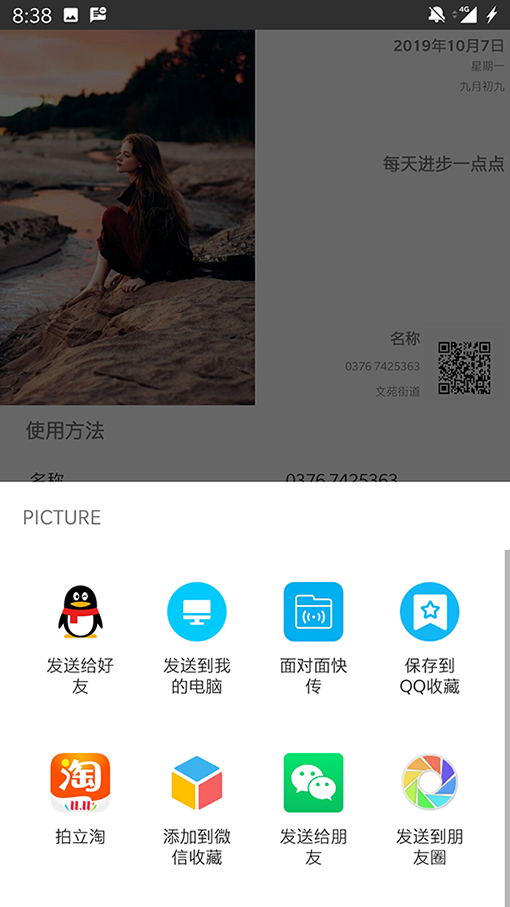 8:38
4G
2019年10月7日
星期一
九月初九
每天进步一点点
名称
0376 7425363
文苑街道
使用方法
名称
0376 7425363
PICTURE
发送给好
友
发送到我
的电脑
面对面快
传
保存到
QQ收藏
淘
11.11
拍立淘
添加到微
信收藏
发送给朋
友
发送到朋
友圈